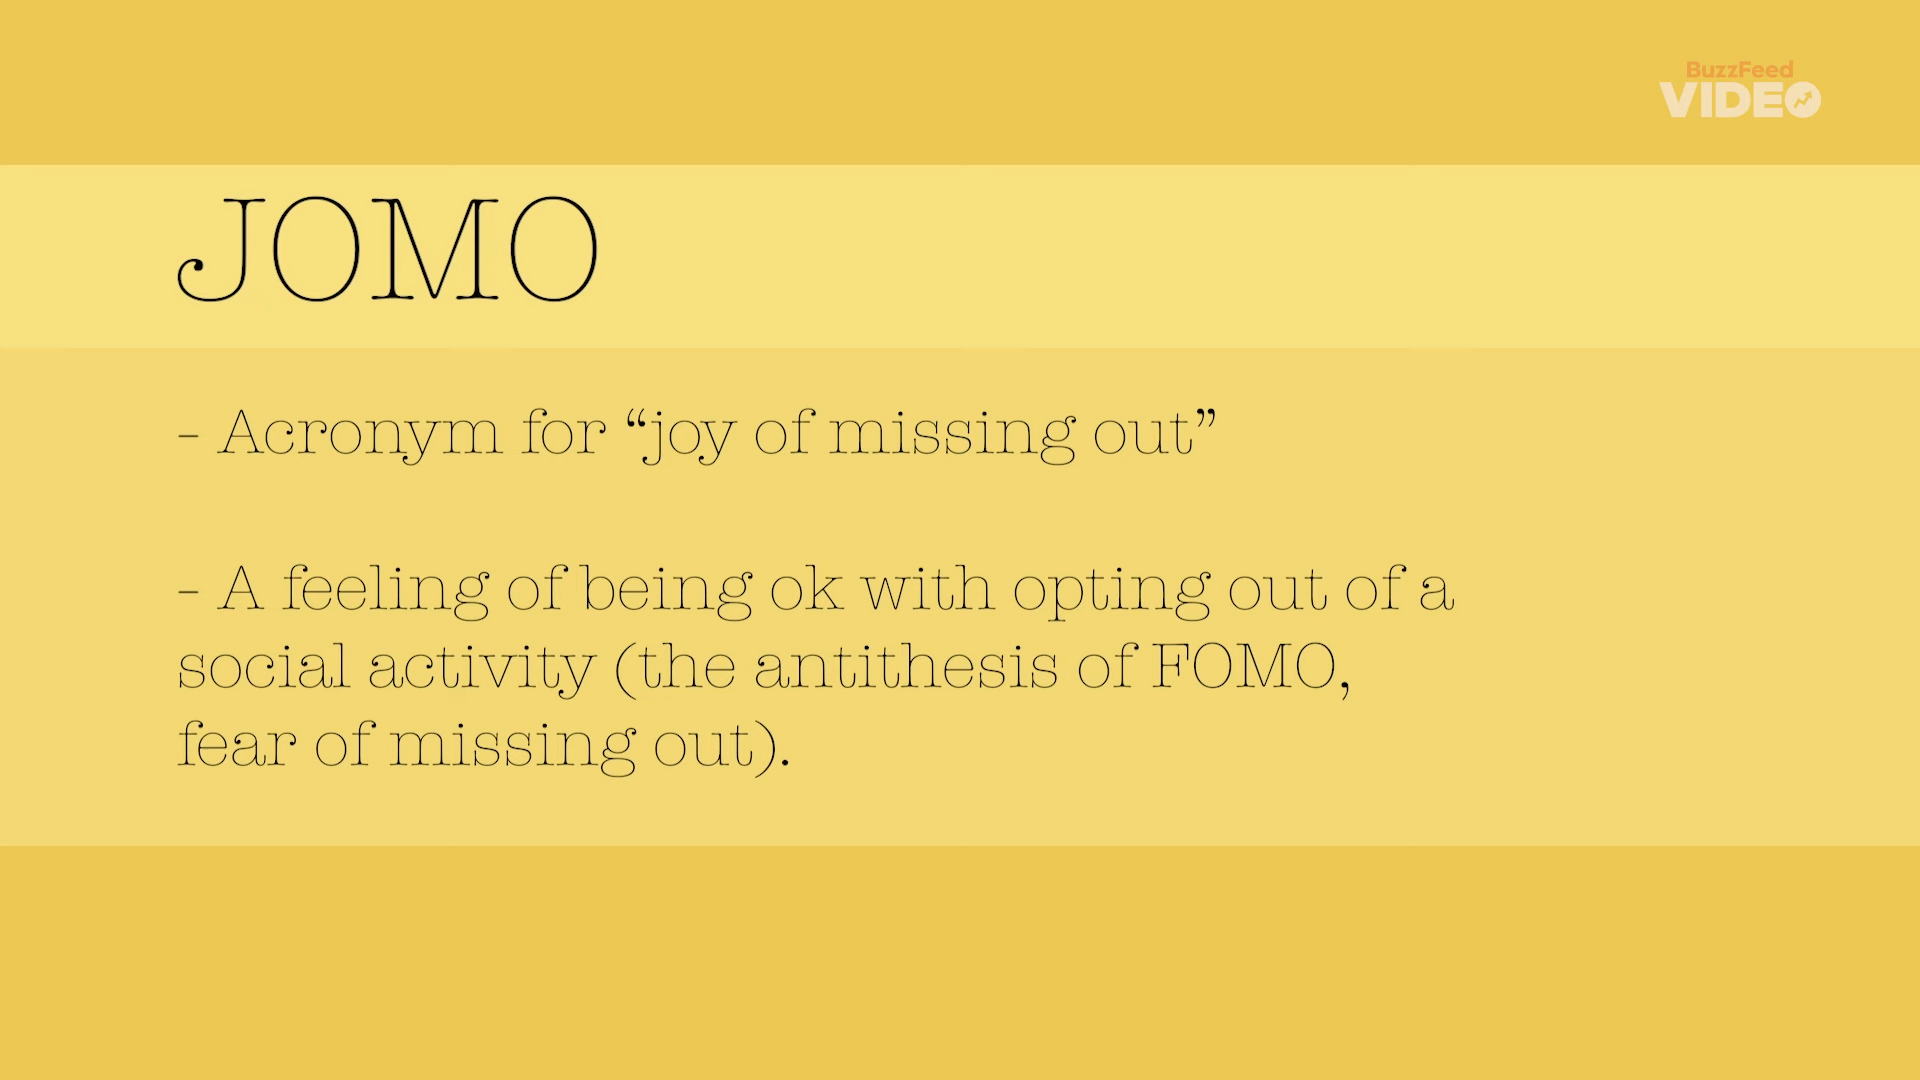 BuzzFeed
VIDEO
JOMO
- Acronym for “joy of missing out”
- A feeling of being ok with opting out of a
social activity (the antithesis of FOMO,
fear of missing out).